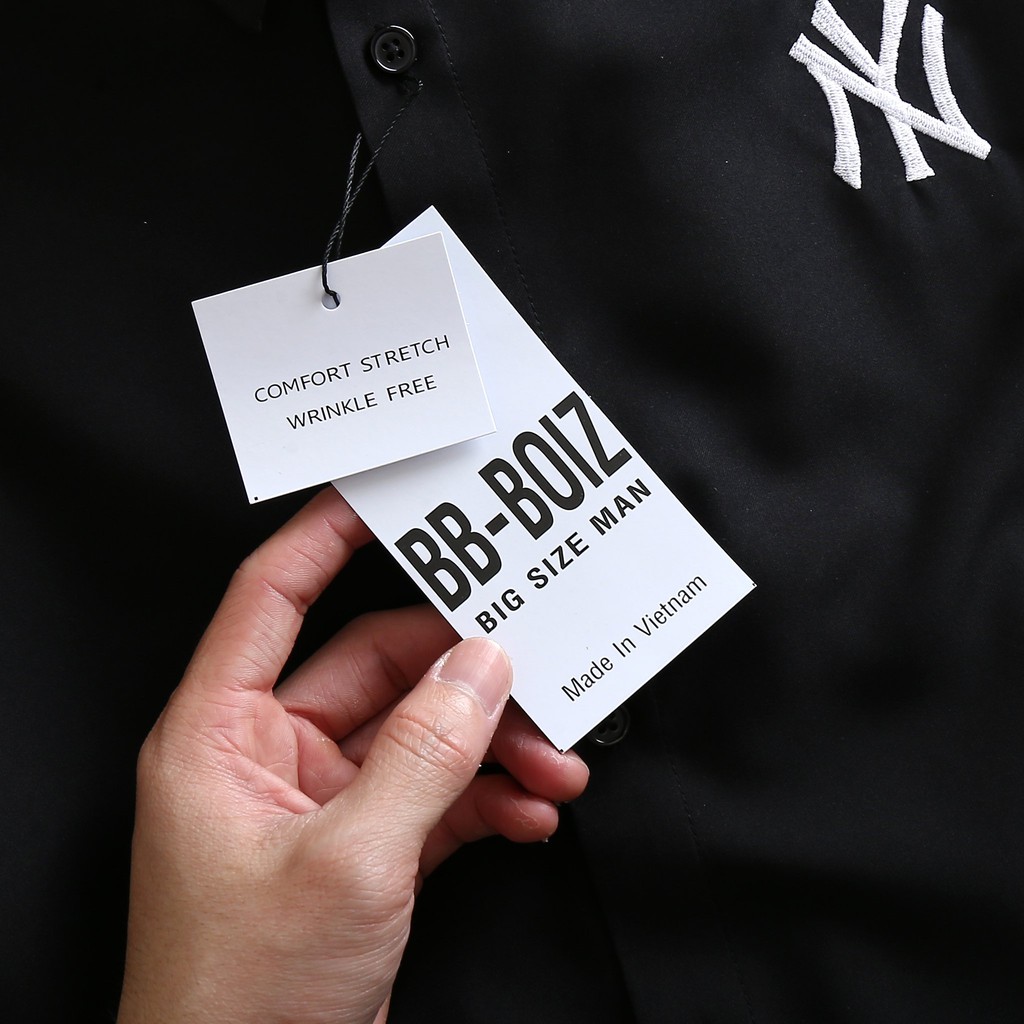 NY
COMFORT STRETCH
WRINKLE FREE
BB-BOIZ
BIG SIZE MAN
Made In Vietnam